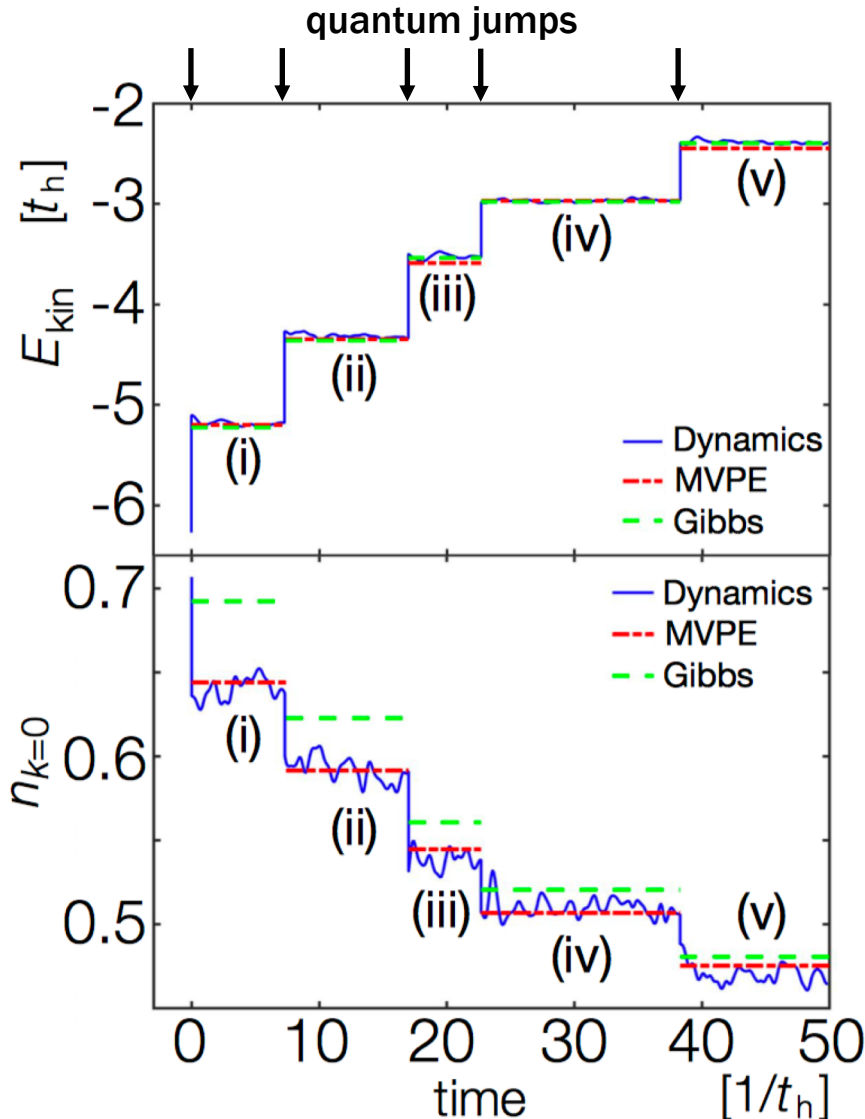 quantum jumps
-2
-3
-4
-5
-6
E_kin [t_h]
(i)
(ii)
(iii)
(iv)
(v)
Dynamics
MVPE
Gibbs
0.7
0.6
0.5
n_{k=0}
Dynamics
MVPE
Gibbs
(i)
(ii)
(iii)
(iv)
(v)
0 10 20 30 40 50
time [1/t_h]